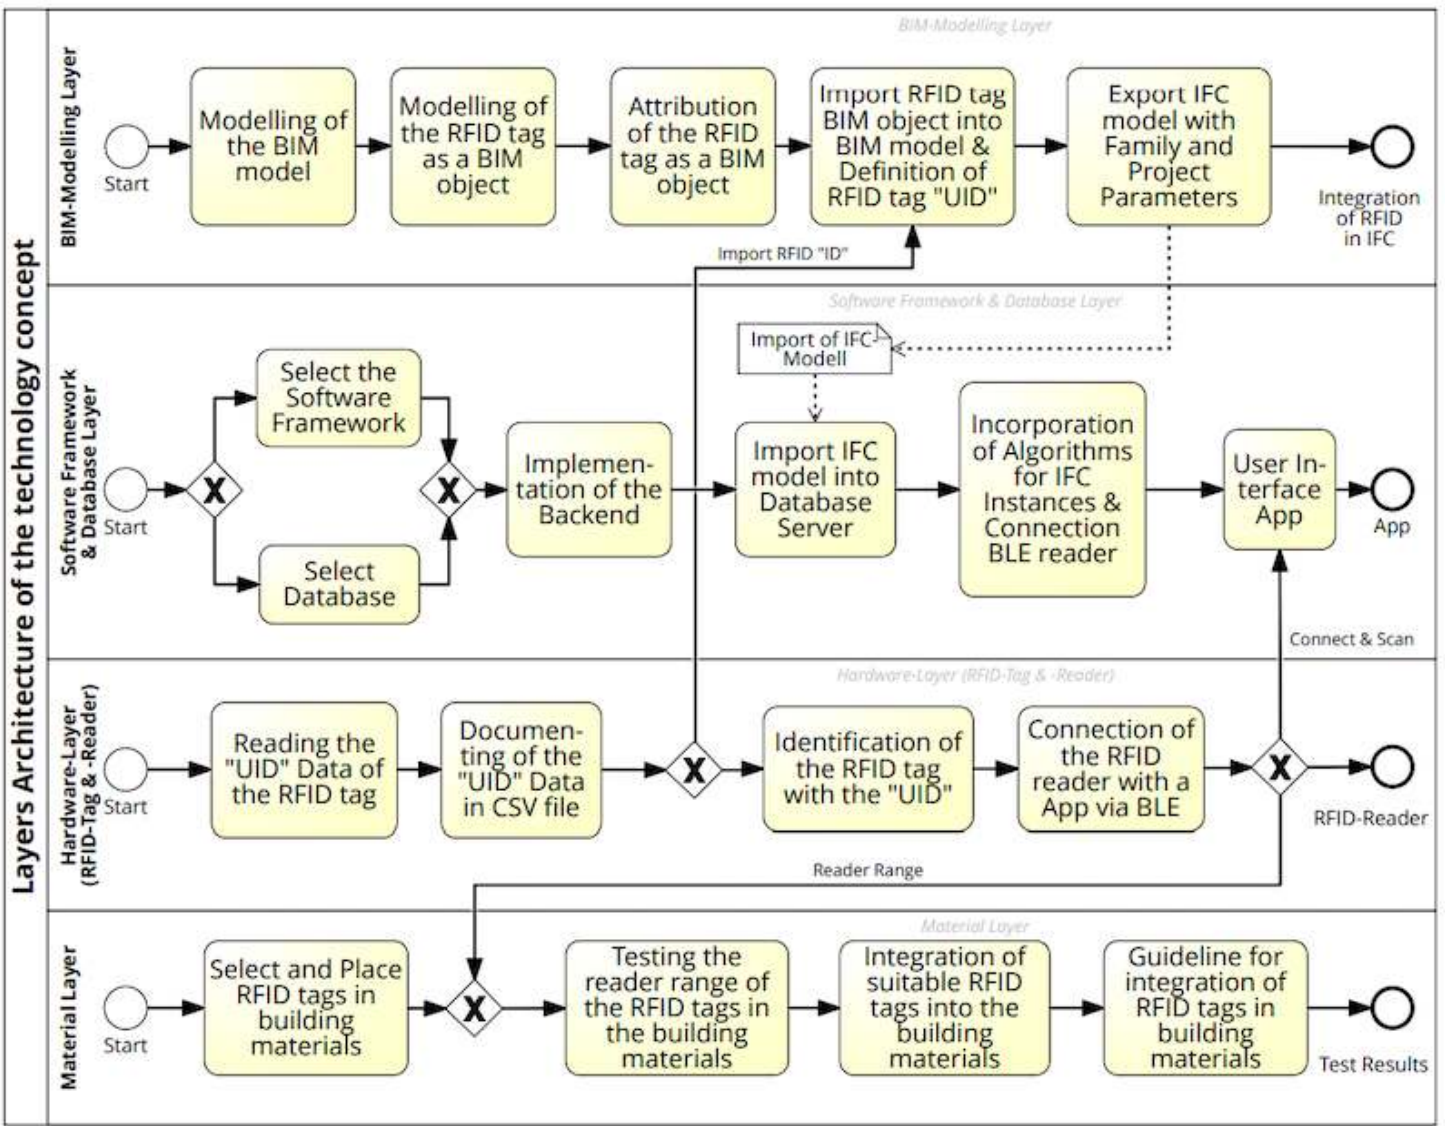 Layers Architecture of the technology concept
BIM-Modelling Layer
BIM-Modelling Layer
Start
Modelling of
the BIM
model
Modelling of
the RFID tag
as a BIM
object
Attribution
of the RFID
tag as a BIM
object
Import RFID tag
BIM object into
BIM model &
Definition of
RFID tag "UID"
Export IFC
model with
Family and
Project
Parameters
Integration
of RFID
in IFC
Import RFID "ID"
Software Framework
& Database Layer
Software Framework & Database Layer
Start
X
Select the
Software
Framework
Select
Database
X
Implemen-
tation of the
Backend
Import of IFC-
Modell
Import IFC
model into
Database
Server
Incorporation
of Algorithms
for IFC
Instances &
Connection
BLE reader
User In-
terface
App
App
Connect & Scan
Hardware-Layer
(RFID-Tag & -Reader)
Hardware-Layer (RFID-Tag & -Reader)
Start
Reading the
"UID" Data of
the RFID tag
Documen-
ting of the
"UID" Data
in CSV file
X
Identification of
the RFID tag
with the "UID"
Connection of
the RFID
reader with a
App via BLE
X
RFID-Reader
Reader Range
Material Layer
Material Layer
Start
Select and Place
RFID tags in
building
materials
X
Testing the
reader range of
the RFID tags in
the building
materials
Integration of
suitable RFID
tags into the
building
materials
Guideline for
integration of
RFID tags in
building
materials
Test Results